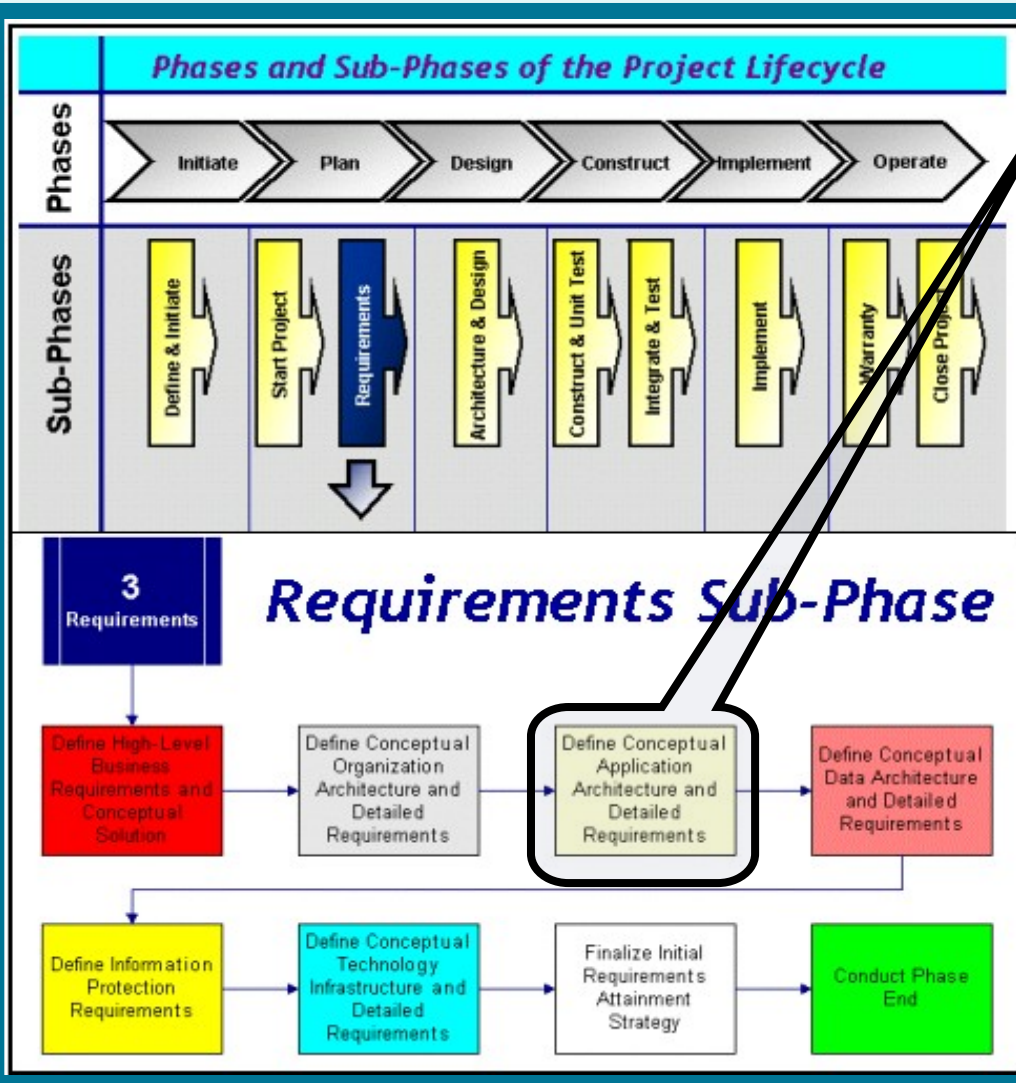 Phases and Sub-Phases of the Project Lifecycle
Phases
Initiate
Plan
Design
Construct
Implement
Operate
Sub-Phases
Define & Initiate
Start Project
Requirements
Architecture & Design
Construct & Unit Test
Integrate & Test
Implement
Warranty
Close Project
3
Requirements
Requirements Sub-Phase
Define High-Level
Business
Requirements and
Conceptual
Solution
Define Conceptual
Organization
Architecture and
Detailed
Requirements
Define Conceptual
Application
Architecture and
Detailed
Requirements
Define Conceptual
Data Architecture
and Detailed
Requirements
Define Information
Protection
Requirements
Define Conceptual
Technology
Infrastructure and
Detailed
Requirements
Finalize Initial
Requirements
Attainment
Strategy
Conduct Phase
End